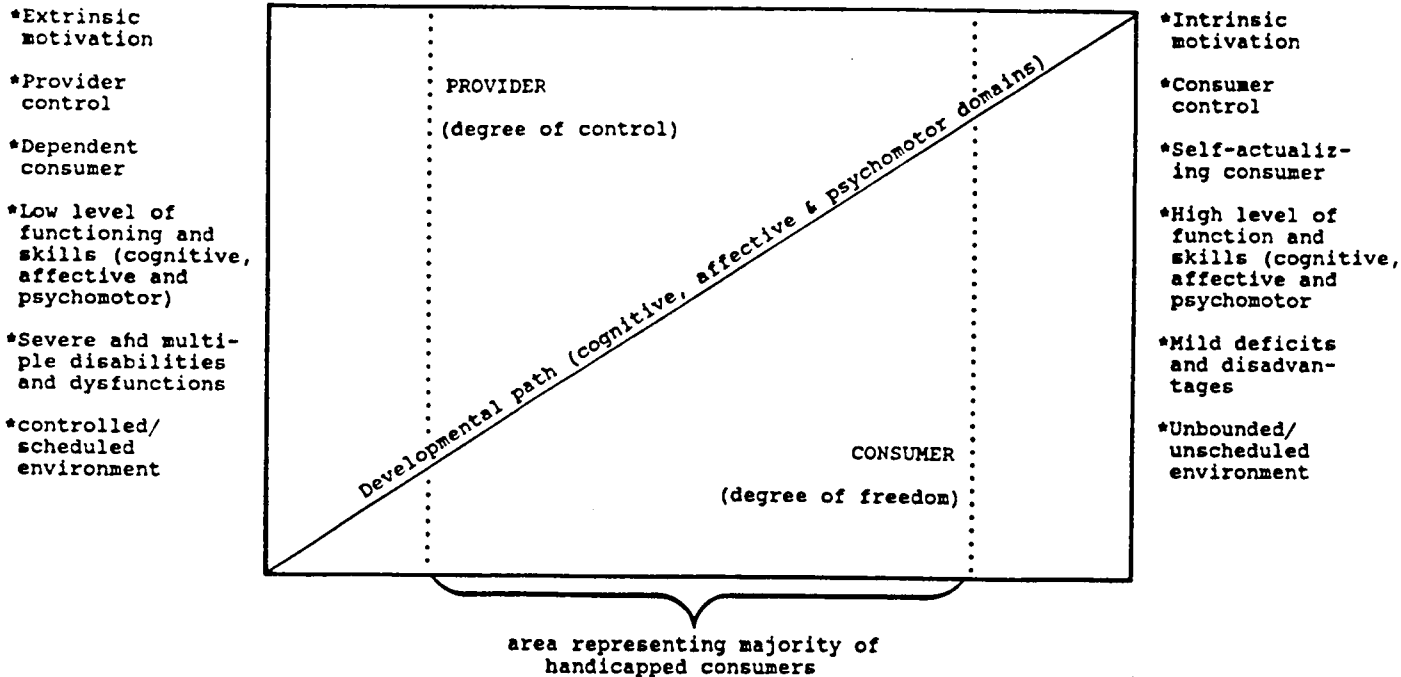 *Extrinsic
motivation
*Provider
control
*Dependent
consumer
*Low level of
functioning and
skills (cognitive,
affective and
psychomotor)
*Severe and multi-
ple disabilities
and dysfunctions
*controlled/
scheduled
environment
PROVIDER
(degree of control)
Developmental path (cognitive, affective & psychomotor domains)
CONSUMER
(degree of freedom)
*Intrinsic
motivation
*Consumer
control
*Self-actualiz-
ing consumer
*High level of
function and
skills (cognitive,
affective and
psychomotor
*Mild deficits
and disadvan-
tages
*Unbounded/
unscheduled
environment
area representing majority of
handicapped consumers